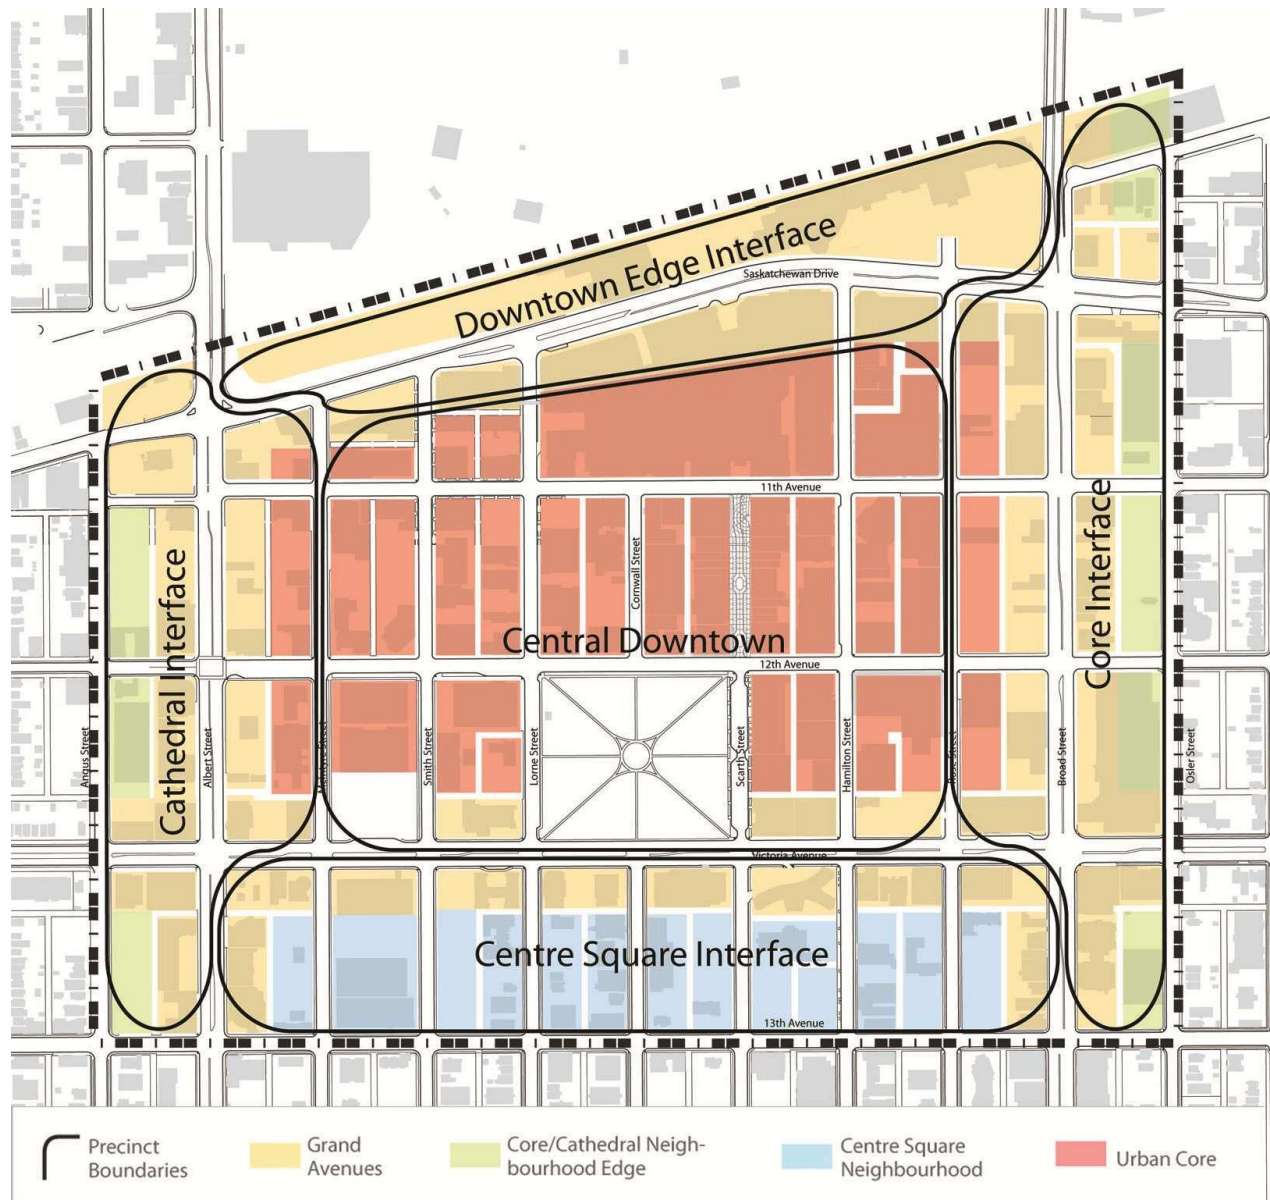 Downtown Edge Interface
Saskatchewan Drive
11th Avenue
Cornwall Street
Cathedral Interface
Core Interface
Central Downtown
12th Avenue
Angus Street
Albert Street
Smith Street
Lorne Street
Scarth Street
Hamilton Street
Rose Street
Broad Street
Osler Street
Victoria Avenue
Centre Square Interface
13th Avenue
Precinct
Boundaries
Grand
Avenues
Core/Cathedral Neigh-
bourhood Edge
Centre Square
Neighbourhood
Urban Core